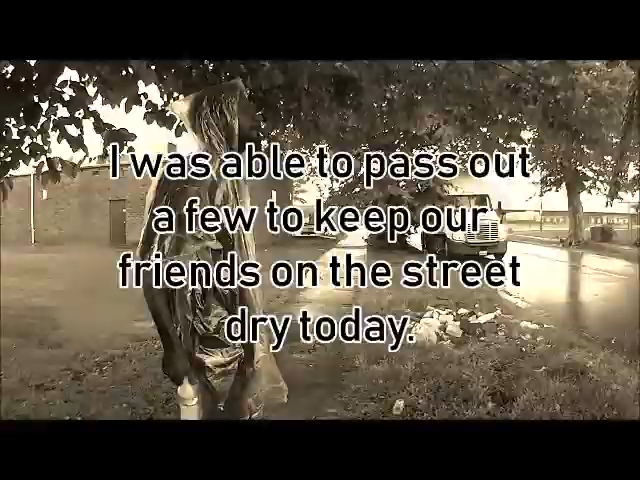 I was able to pass out
a few to keep our
friends on the street
dry today.